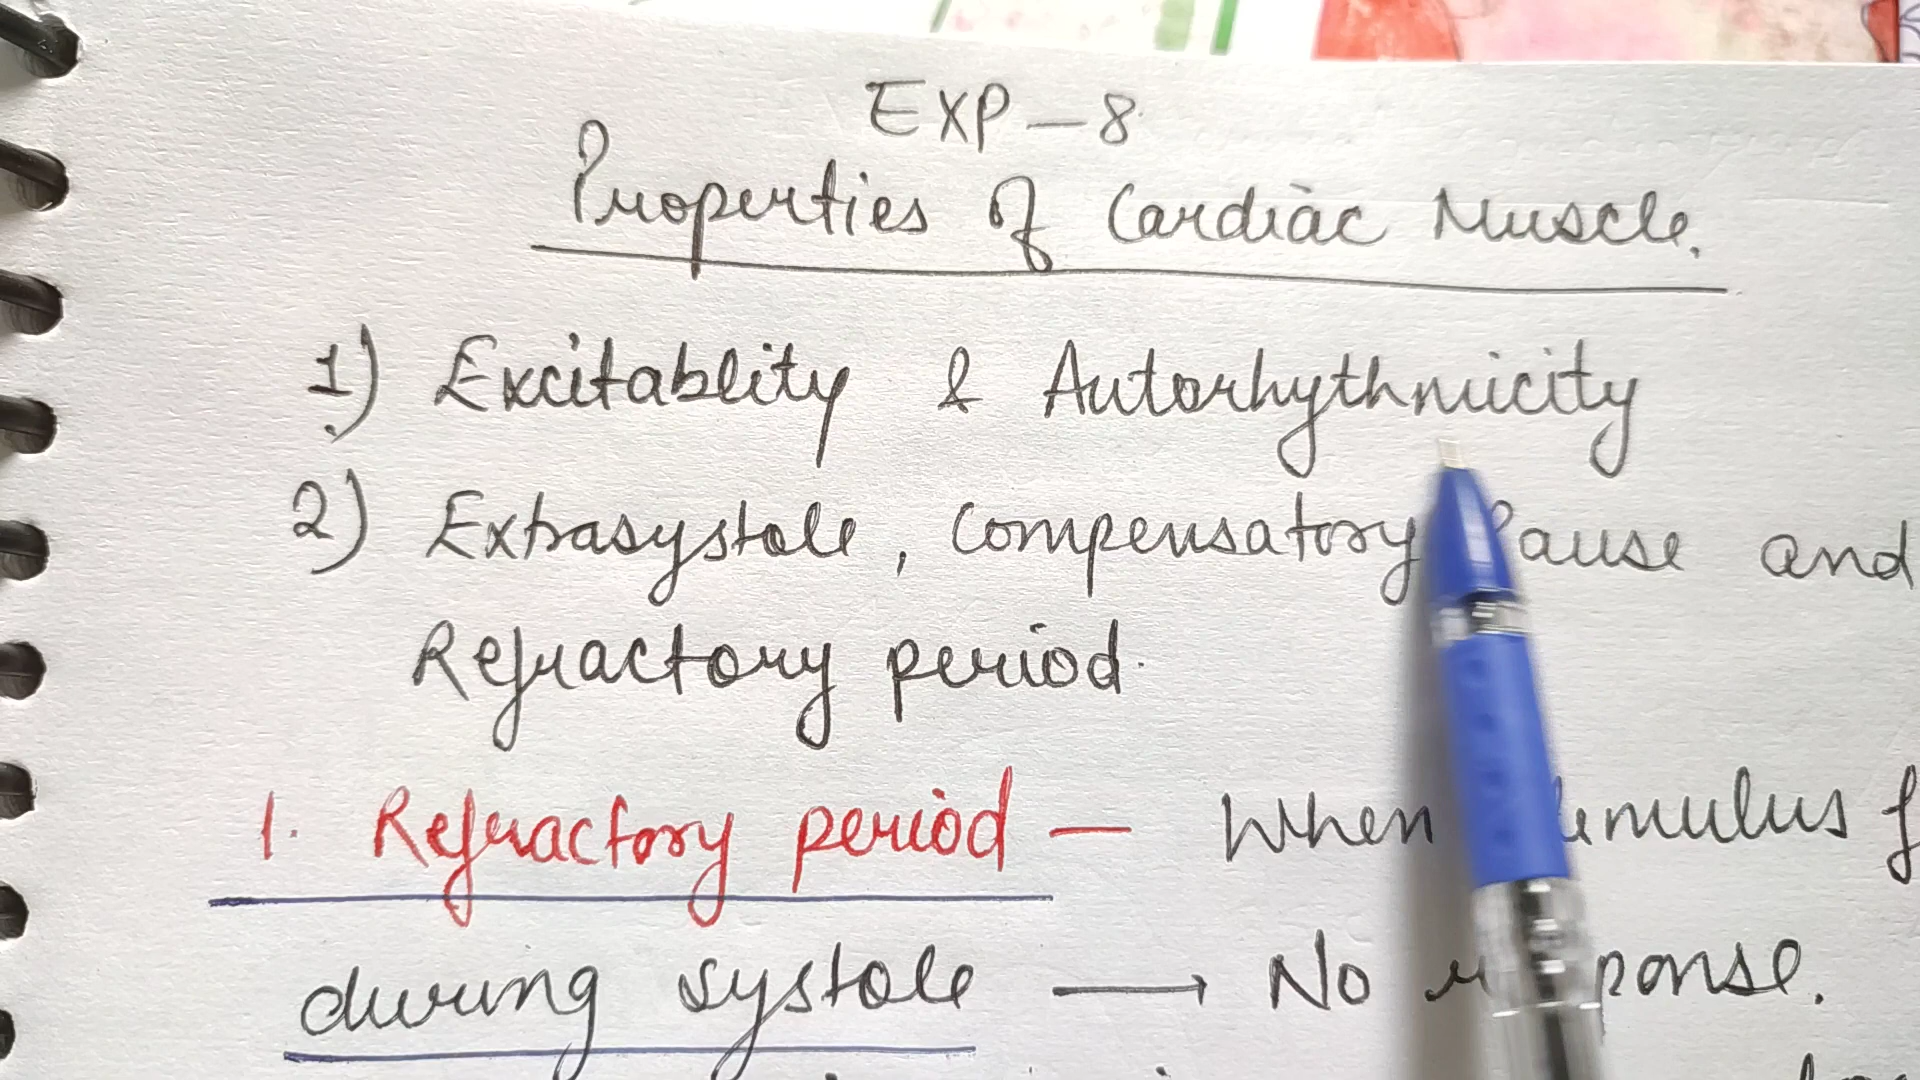 EXP - 8
Properties of Cardiac Muscle.
1) Excitablity & Autorhythmicity
2) Extrasystole, Compensatory Pause and
Refractory period.
1. Refractory period — When
during systole → No